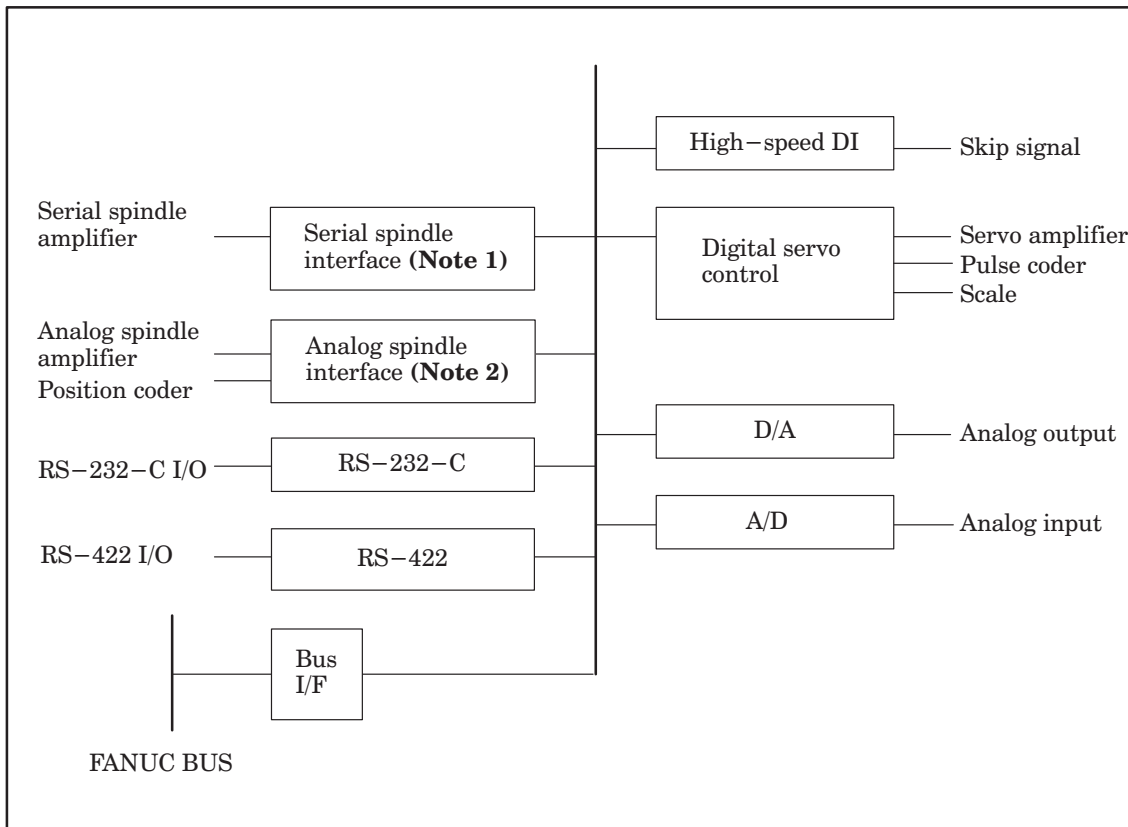 High−speed DI
Skip signal
Serial spindle
amplifier
Serial spindle
interface (Note 1)
Digital servo
control
Servo amplifier
Pulse coder
Scale
Analog spindle
amplifier
Position coder
Analog spindle
interface (Note 2)
D/A
Analog output
RS−232−C I/O
RS−232−C
A/D
Analog input
RS−422 I/O
RS−422
Bus
I/F
FANUC BUS